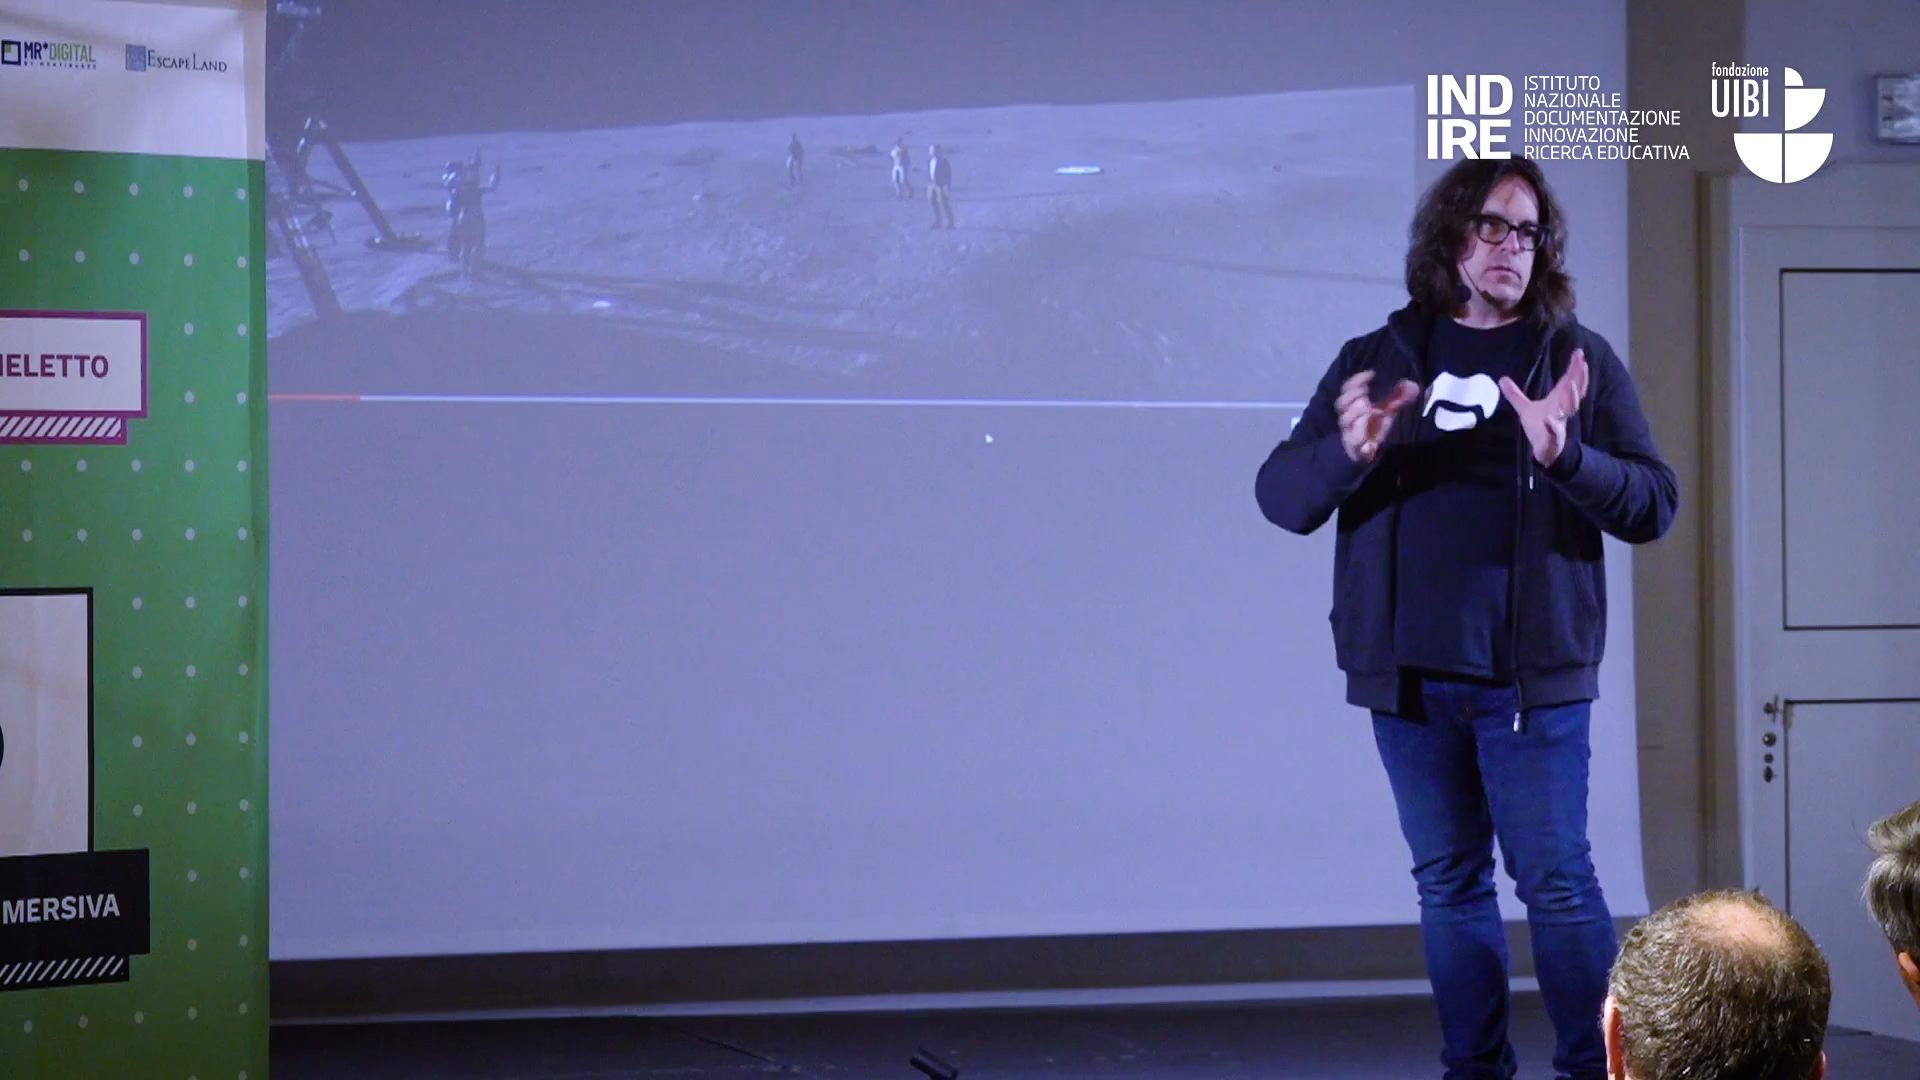 MR*DIGITAL
ESCAPELAND
IND
IRE
ISTITUTO
NAZIONALE
DOCUMENTAZIONE
INNOVAZIONE
RICERCA EDUCATIVA
fondazione
UIBI
IELETTO
MERSIVA